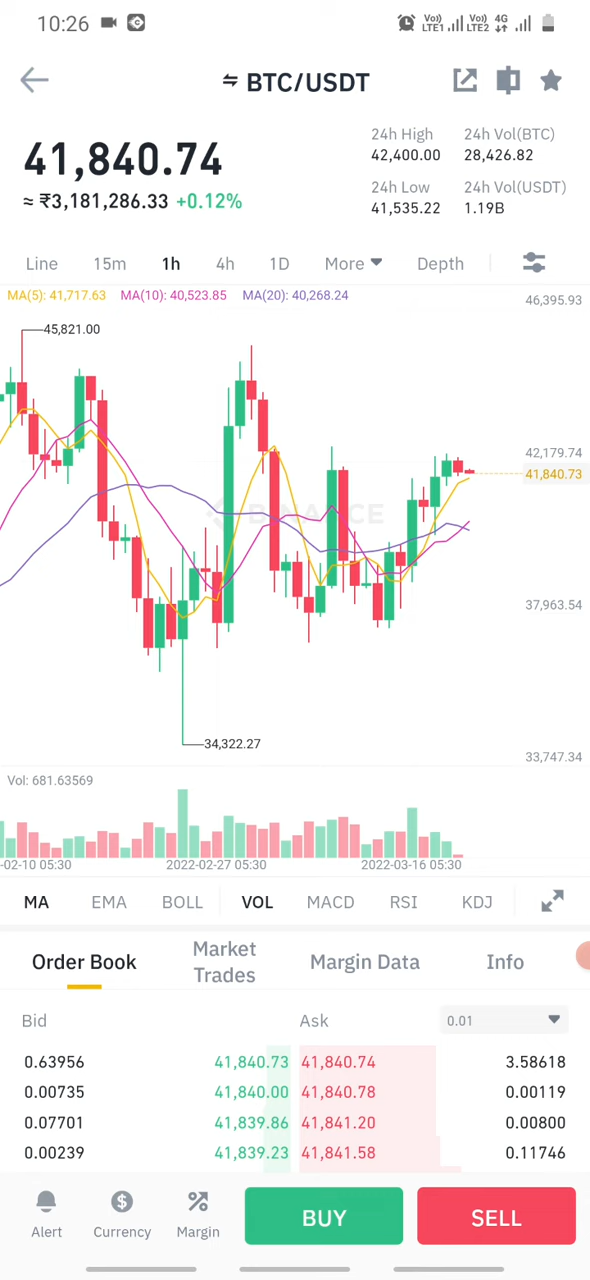 10:26 Vo) LTE1 Vo) LTE2 4G
BTC/USDT
41,840.74
≈ ₹3,181,286.33 +0.12%
24h High 24h Vol(BTC)
42,400.00 28,426.82
24h Low 24h Vol(USDT)
41,535.22 1.19B
Line 15m 1h 4h 1D More Depth
MA(5): 41,717.63 MA(10): 40,523.85 MA(20): 40,268.24
46,395.93
45,821.00
42,179.74
41,840.73
BINANCE
37,963.54
34,322.27
33,747.34
Vol: 681.63569
-02-10 05:30 2022-02-27 05:30 2022-03-16 05:30
MA EMA BOLL VOL MACD RSI KDJ
Order Book Market Trades Margin Data Info
Bid Ask 0.01
0.63956 41,840.73 41,840.74 3.58618
0.00735 41,840.00 41,840.78 0.00119
0.07701 41,839.86 41,841.20 0.00800
0.00239 41,839.23 41,841.58 0.11746
Alert Currency Margin BUY SELL